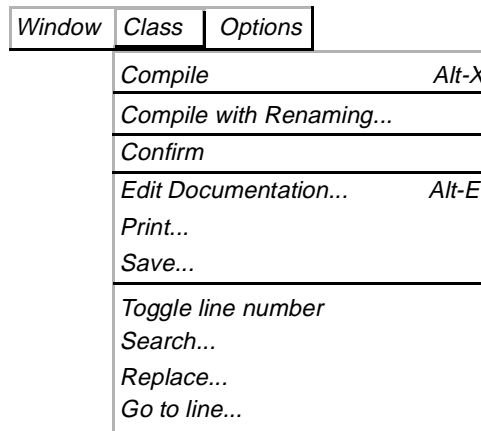 Window Class Options
Compile Alt-X
Compile with Renaming...
Confirm
Edit Documentation... Alt-E
Print...
Save...
Toggle line number
Search...
Replace...
Go to line...